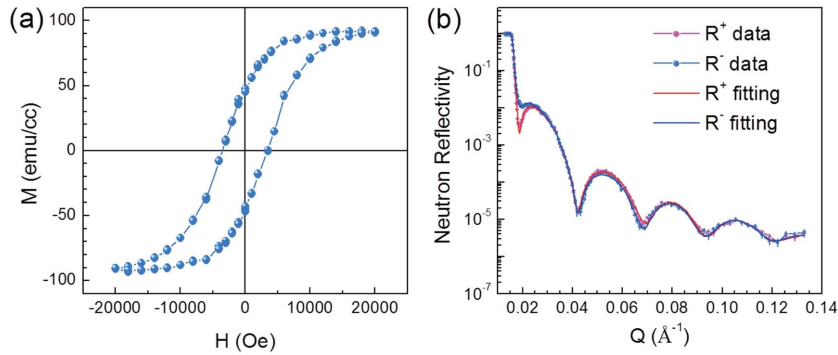 (a)
100
50
0
-50
-100
M (emu/cc)
-20000 -10000 0 10000 20000
H (Oe)
(b)
R⁺ data
R⁻ data
R⁺ fitting
R⁻ fitting
10⁻¹
10⁻³
10⁻⁵
10⁻⁷
Neutron Reflectivity
0.02 0.04 0.06 0.08 0.10 0.12 0.14
Q (Å⁻¹)